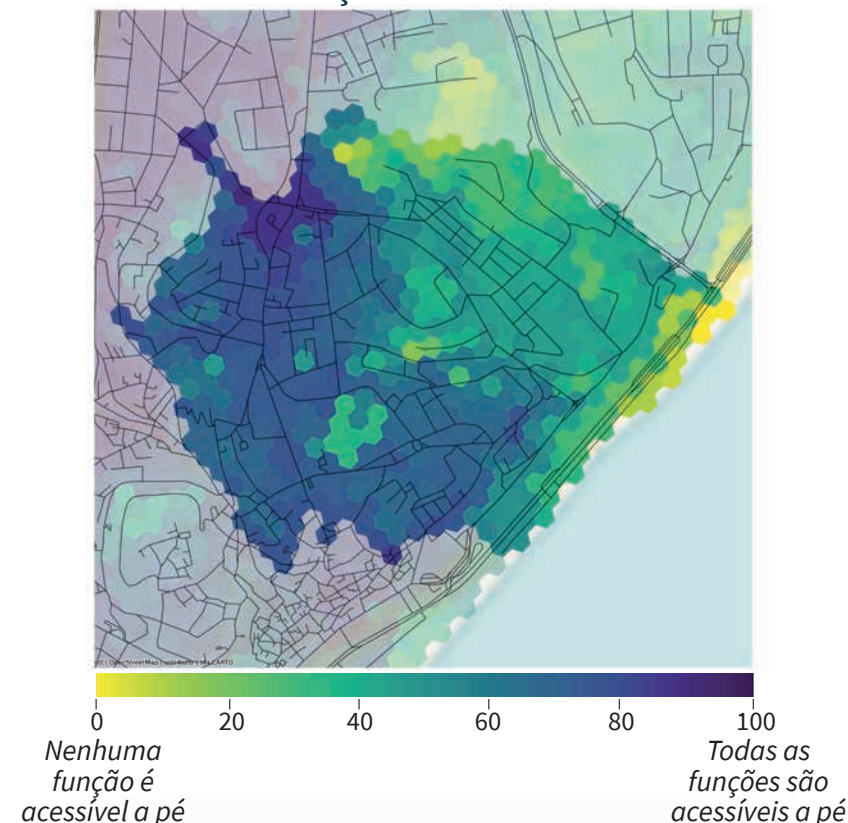 0 20 40 60 80 100
Nenhuma
função é
acessível a pé
Todas as
funções são
acessíveis a pé